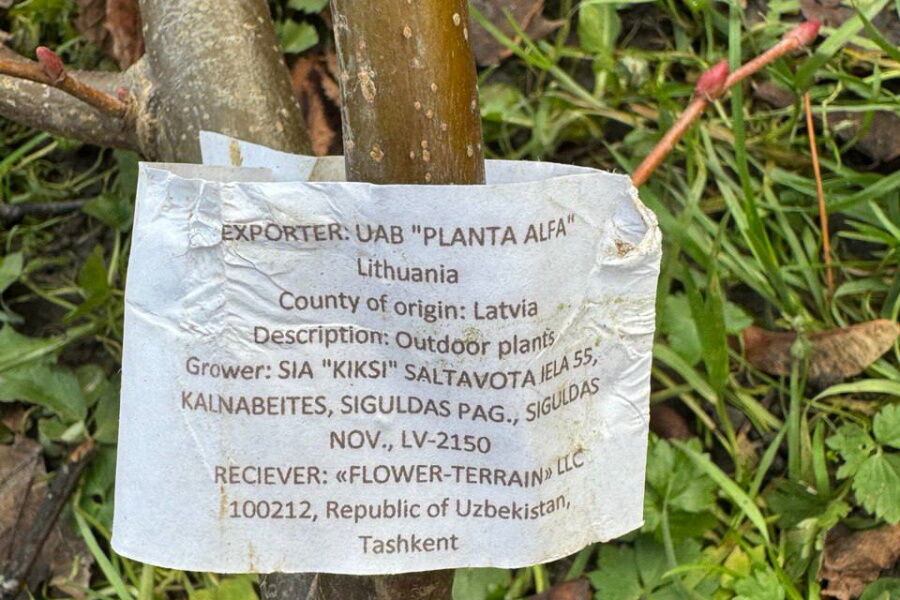 EXPORTER: UAB "PLANTA ALFA"
Lithuania
County of origin: Latvia
Description: Outdoor plants
Grower: SIA "KIKSI" SALTAVOTA IELA 55,
KALNABEITES, SIGULDAS PAG., SIGULDAS
NOV., LV-2150
RECIEVER: «FLOWER-TERRAIN» LLC
100212, Republic of Uzbekistan,
Tashkent